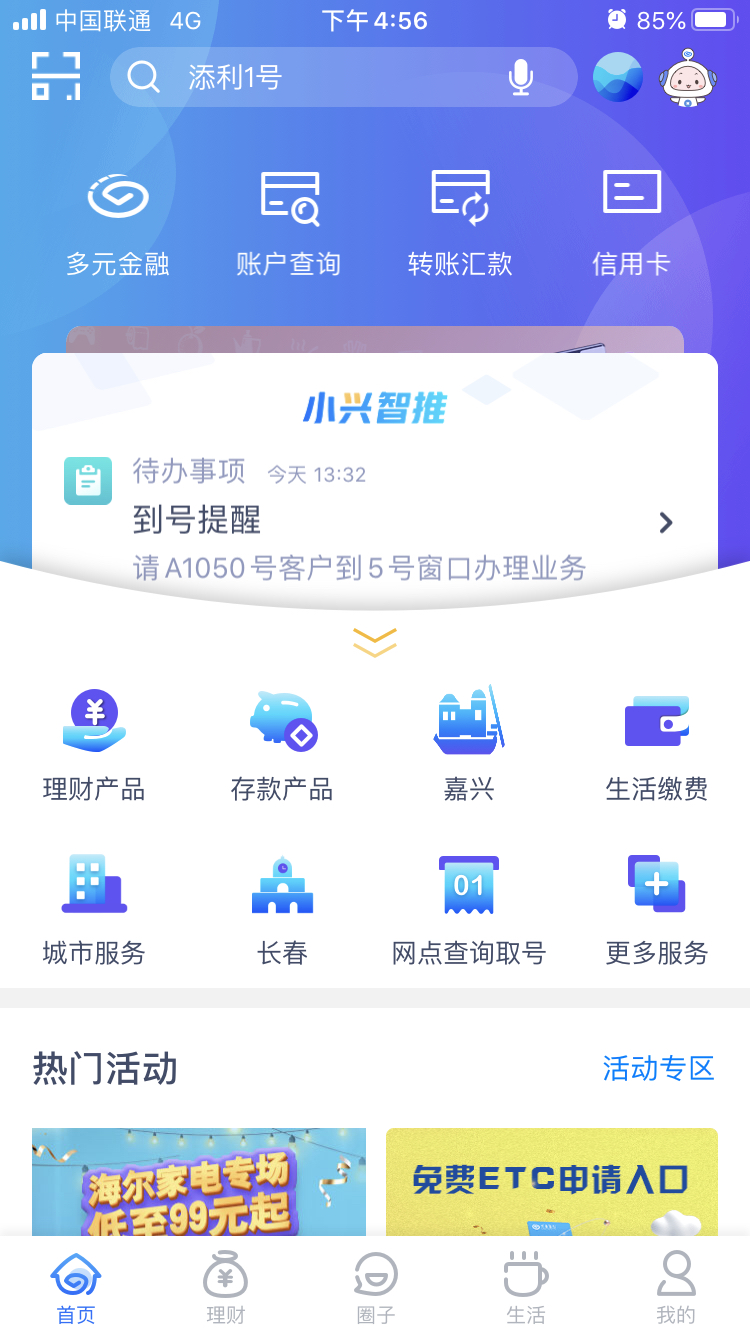 中国联通 4G 下午4:56 85%
添利1号
多元金融 账户查询 转账汇款 信用卡
小兴智推
待办事项 今天 13:32
到号提醒
请A1050号客户到5号窗口办理业务
¥
理财产品 存款产品 嘉兴 生活缴费
01
城市服务 长春 网点查询取号 更多服务
热门活动 活动专区
海尔家电专场 免费ETC申请入口
低至99元起
¥
首页 理财 圈子 生活 我的